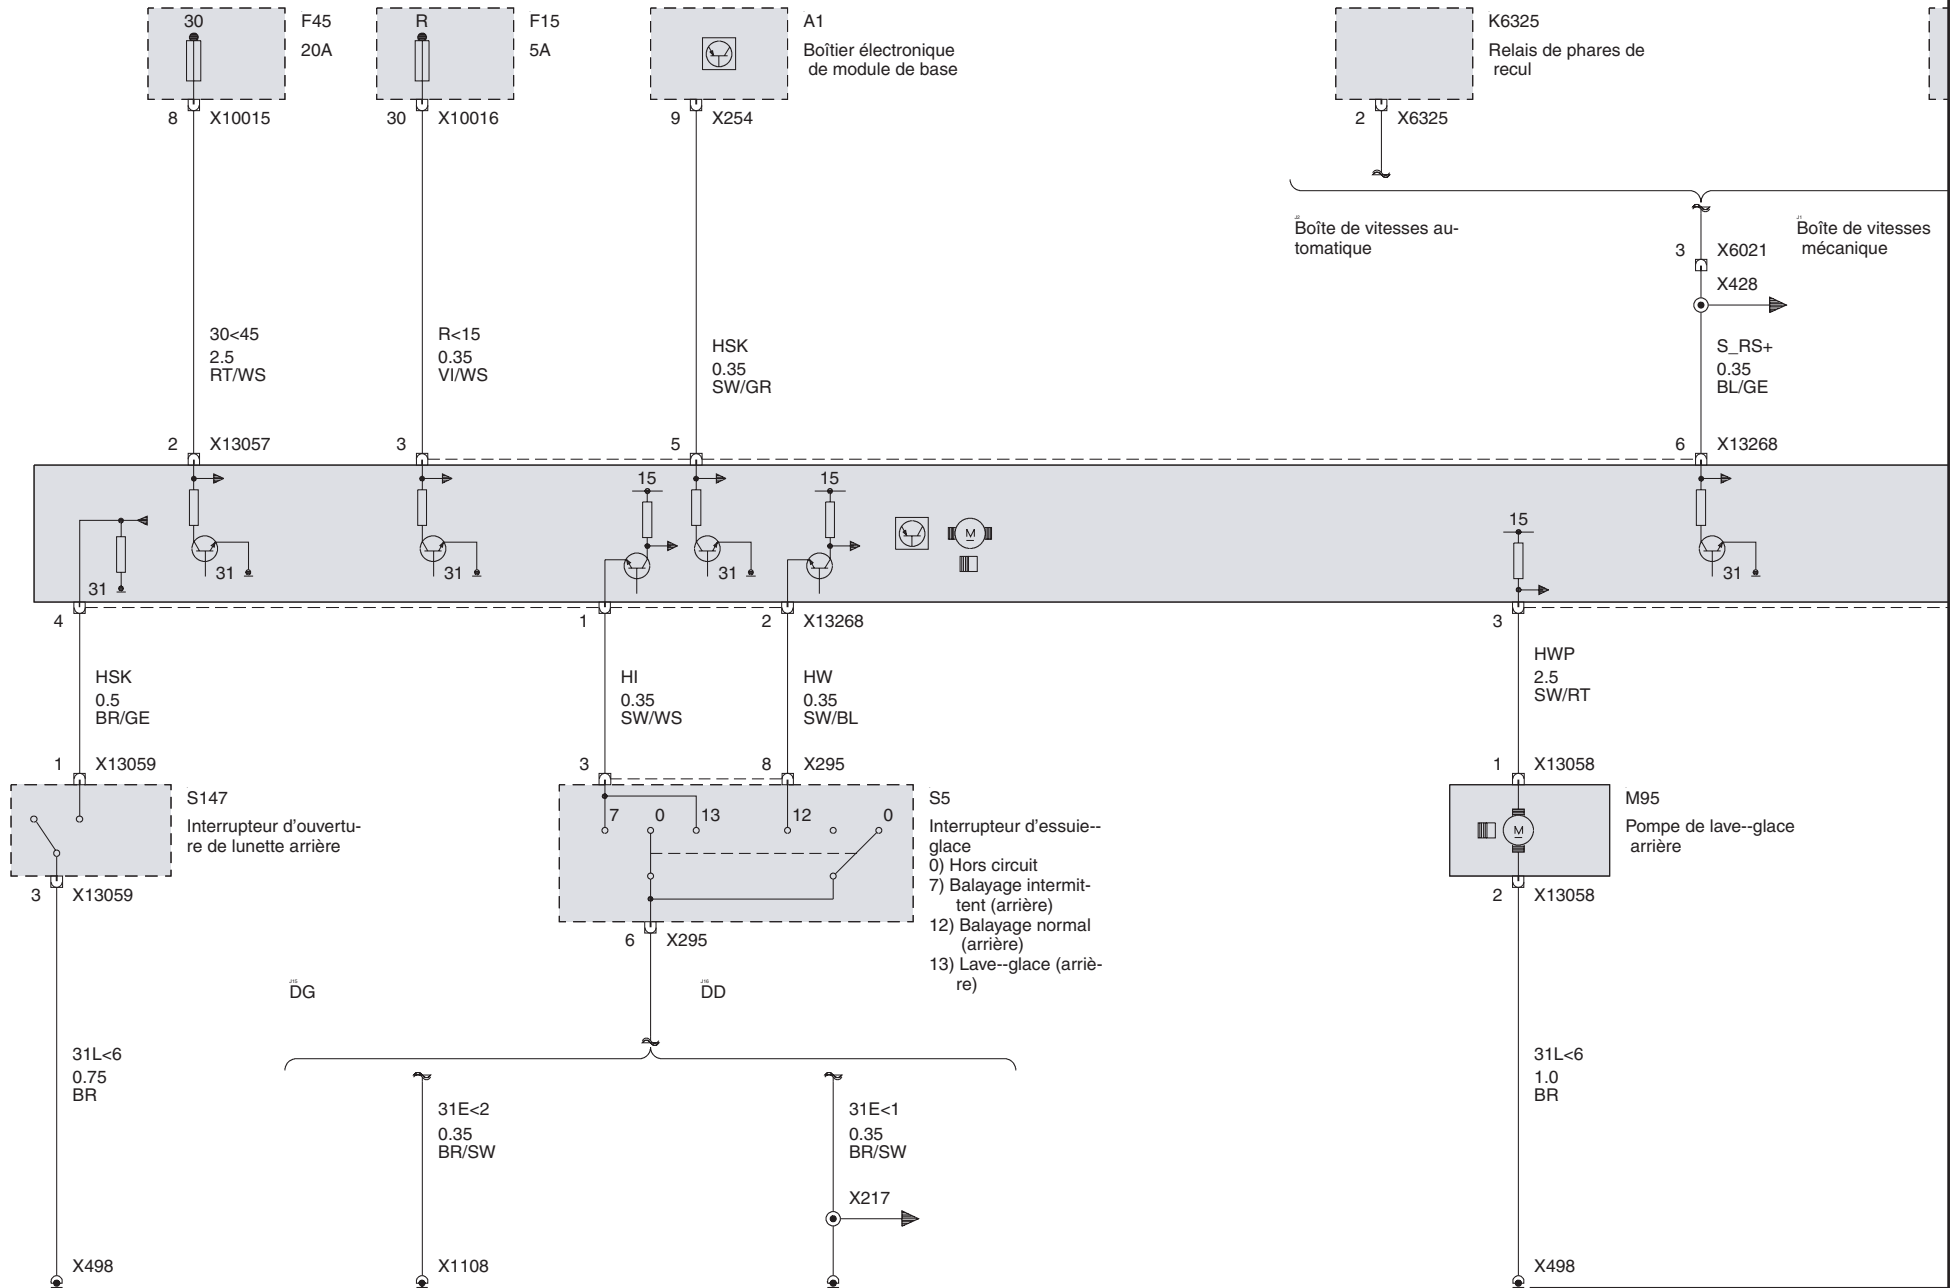 30
F45
20A
8
X10015
R
F15
5A
30
X10016
A1
Boîtier électronique
de module de base
9
X254
K6325
Relais de phares de
recul
2
X6325
Boîte de vitesses au-
tomatique
Boîte de vitesses
mécanique
3
X6021
X428
30<45
2.5
RT/WS
R<15
0.35
VI/WS
HSK
0.35
SW/GR
S_RS+
0.35
BL/GE
2
X13057
3
5
6
X13268
15
15
15
31
31
31
31
31
M
4
1
2
X13268
3
HSK
0.5
BR/GE
HI
0.35
SW/WS
HW
0.35
SW/BL
HWP
2.5
SW/RT
1
X13059
3
8
X295
1
X13058
S147
Interrupteur d'ouvertu-
re de lunette arrière
3
X13059
7
0
13
12
0
S5
Interrupteur d'essuie--
glace
0) Hors circuit
7) Balayage intermit-
tent (arrière)
12) Balayage normal
(arrière)
13) Lave--glace (arriè-
re)
6
X295
M
M95
Pompe de lave--glace
arrière
2
X13058
DG
DD
31L<6
0.75
BR
31E<2
0.35
BR/SW
31E<1
0.35
BR/SW
31L<6
1.0
BR
X217
X498
X1108
X498